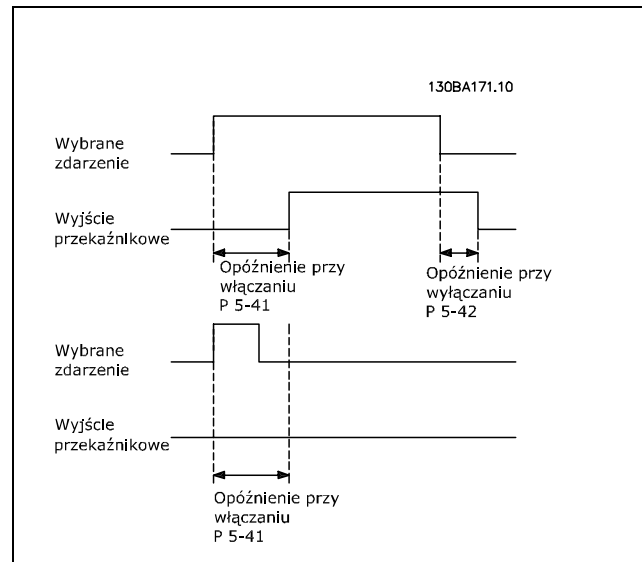 130BA171.10
Wybrane
zdarzenie
Wyjście
przekaźnikowe
Opóźnienie przy
włączaniu
P 5-41
Opóźnienie przy
wyłączaniu
P 5-42
Wybrane
zdarzenie
Wyjście
przekaźnikowe
Opóźnienie przy
włączaniu
P 5-41